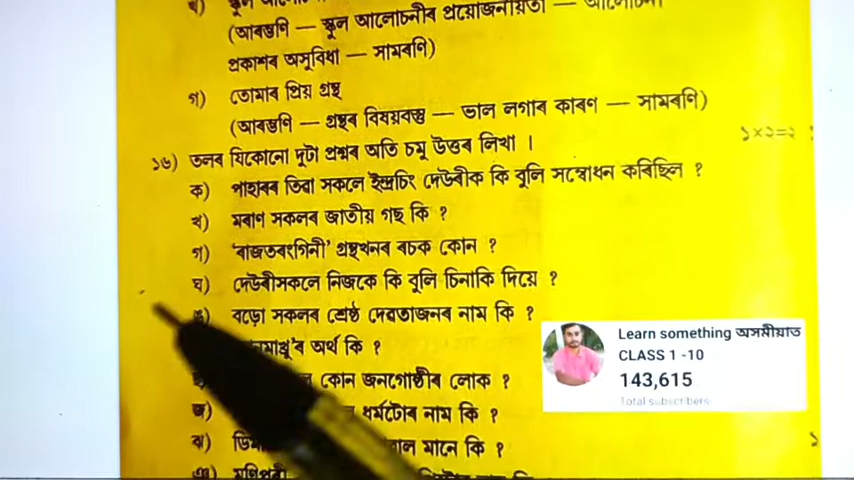 খ) স্কুল
(আৰম্ভণি — স্কুল আলোচনীৰ প্ৰয়োজনীয়তা — আলোচনী
প্ৰকাশৰ অসুবিধা — সামৰণি)
গ) তোমাৰ প্ৰিয় গ্ৰন্থ
(আৰম্ভণি — গ্ৰন্থৰ বিষয়বস্তু — ভাল লগাৰ কাৰণ — সামৰণি)
১৬) তলৰ যিকোনো দুটা প্ৰশ্নৰ অতি চমু উত্তৰ লিখা । ১×২=২
ক) পাহাৰৰ তিৱা সকলে ইন্দ্ৰচিং দেউৰীক কি বুলি সম্বোধন কৰিছিল ?
খ) মৰাণ সকলৰ জাতীয় গছ কি ?
গ) ‘ৰাজতৰংগিনী’ গ্ৰন্থখনৰ ৰচক কোন ?
ঘ) দেউৰীসকলে নিজকে কি বুলি চিনাকি দিয়ে ?
ঙ) বড়ো সকলৰ শ্ৰেষ্ঠ দেৱতাজনৰ নাম কি ?
অৰ্থ কি ?
কোন জনগোষ্ঠীৰ লোক ?
জ) ধৰ্মটোৰ নাম কি ?
ঝ) মানে কি ?
ঞ) মণিপুৰী
Learn something অসমীয়াত
CLASS 1 -10
143,615
Total subscribers